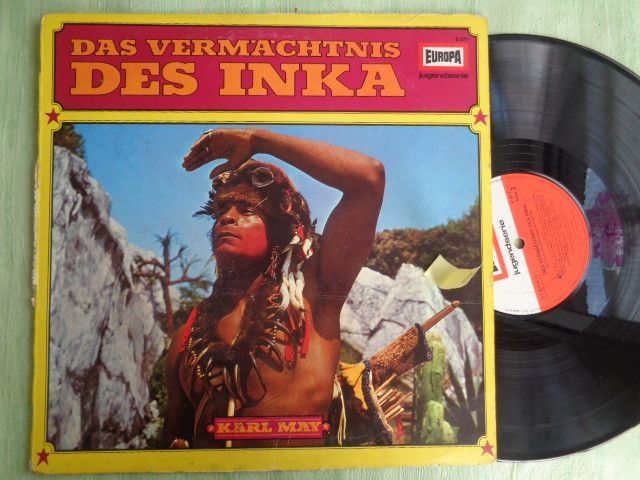 DAS VERMÄCHTNIS
DES INKA
EUROPA
jugendserie
KARL MAY
jugendserie